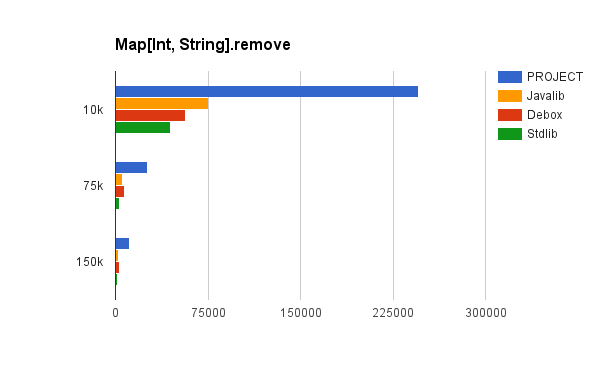 Map[Int, String].remove
PROJECT
Javalib
Debox
Stdlib
10k
75k
150k
0 75000 150000 225000 300000